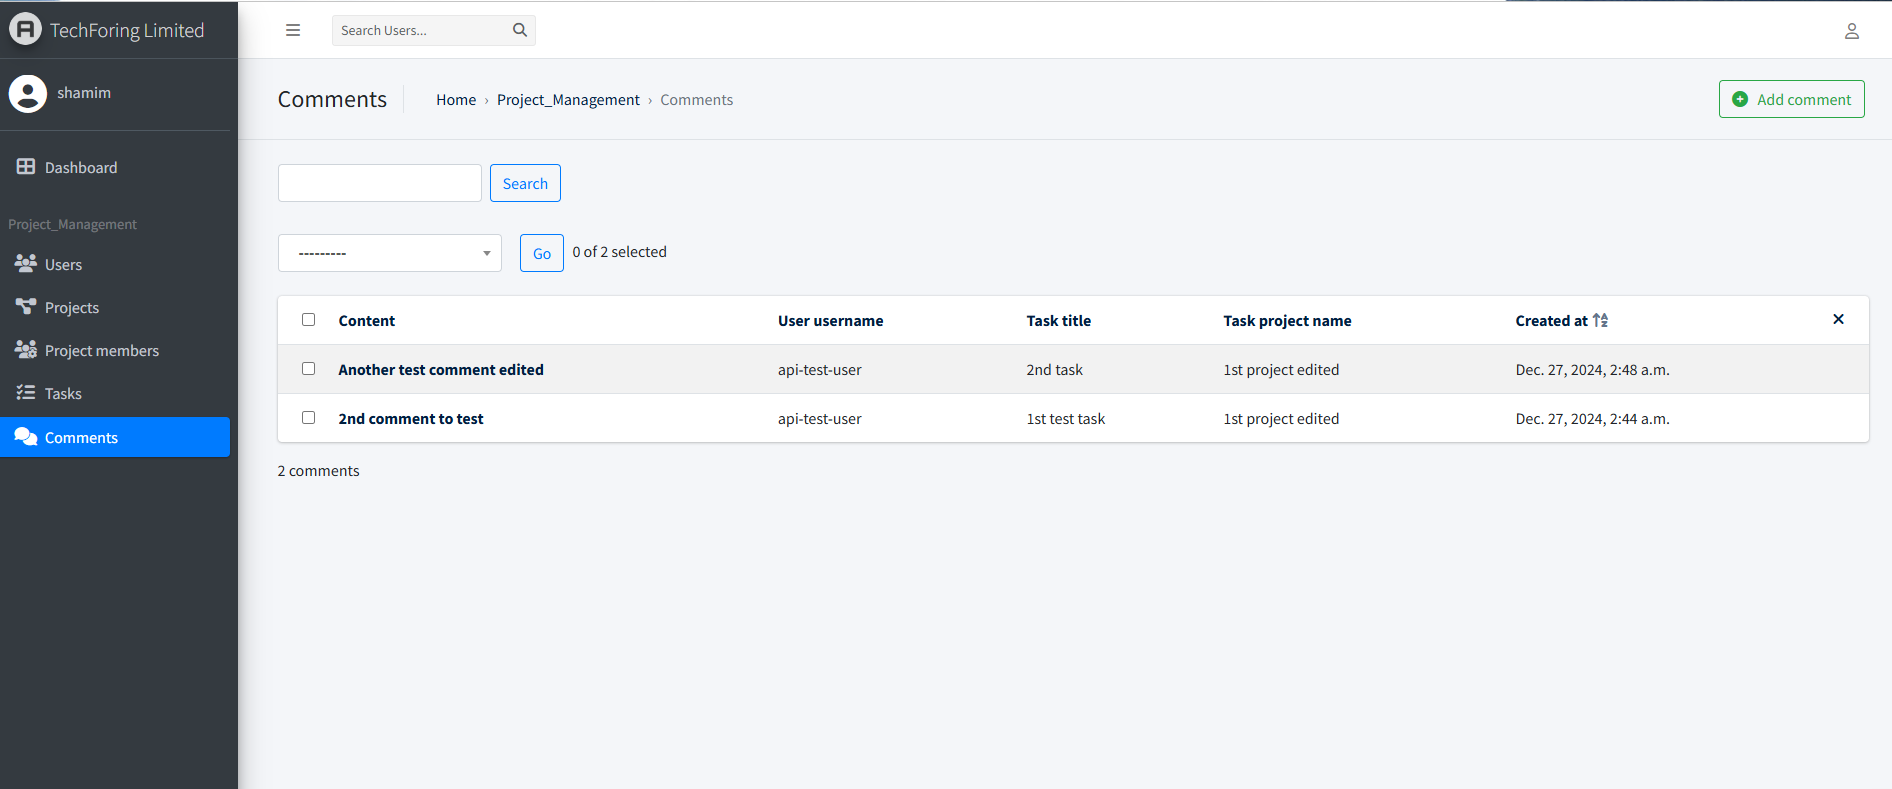 TechForing Limited
Search Users...
shamim
Comments
Home › Project_Management › Comments
Add comment
Dashboard
Project_Management
Users
Projects
Project members
Tasks
Comments
Search
---------
Go
0 of 2 selected
Content User username Task title Task project name Created at
Another test comment edited api-test-user 2nd task 1st project edited Dec. 27, 2024, 2:48 a.m.
2nd comment to test api-test-user 1st test task 1st project edited Dec. 27, 2024, 2:44 a.m.
2 comments